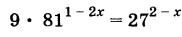 9 · 81^{1 − 2x} = 27^{2 − x}